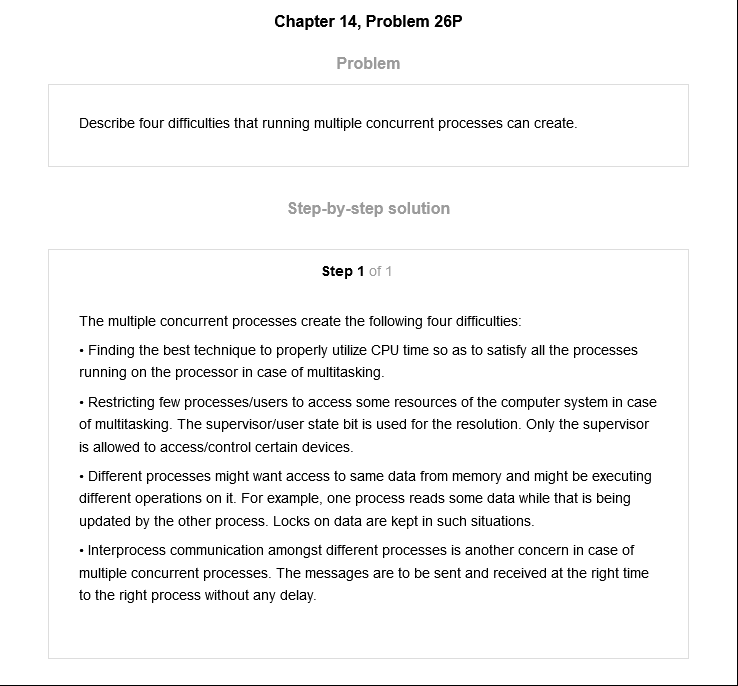 Chapter 14, Problem 26P
Problem
Describe four difficulties that running multiple concurrent processes can create.
Step-by-step solution
Step 1 of 1
The multiple concurrent processes create the following four difficulties:
• Finding the best technique to properly utilize CPU time so as to satisfy all the processes
running on the processor in case of multitasking.
• Restricting few processes/users to access some resources of the computer system in case
of multitasking. The supervisor/user state bit is used for the resolution. Only the supervisor
is allowed to access/control certain devices.
• Different processes might want access to same data from memory and might be executing
different operations on it. For example, one process reads some data while that is being
updated by the other process. Locks on data are kept in such situations.
• Interprocess communication amongst different processes is another concern in case of
multiple concurrent processes. The messages are to be sent and received at the right time
to the right process without any delay.